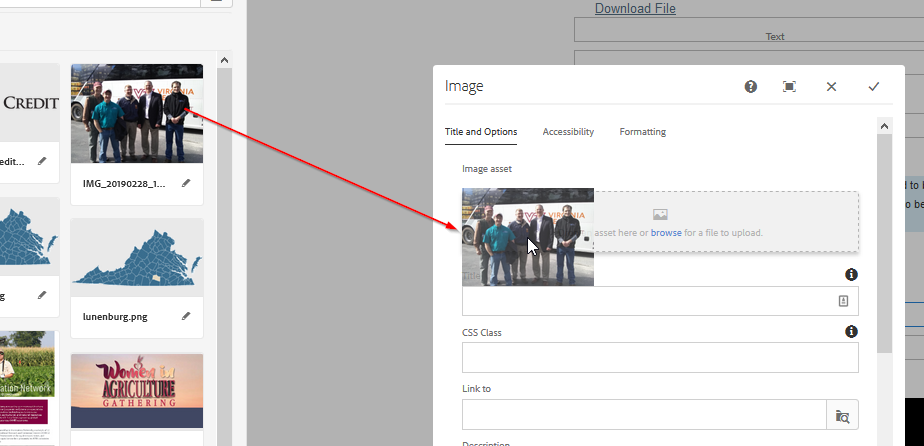 Download File
Text
CREDIT
VIRGINIA
edit...
IMG_20190228_1...
g
lunenburg.png
ation Network
Women in
AGRICULTURE
GATHERING
Image
Title and Options
Accessibility
Formatting
Image asset
VIRGINIA
asset here or browse for a file to upload.
Title
CSS Class
Link to
Description
d to l
o be